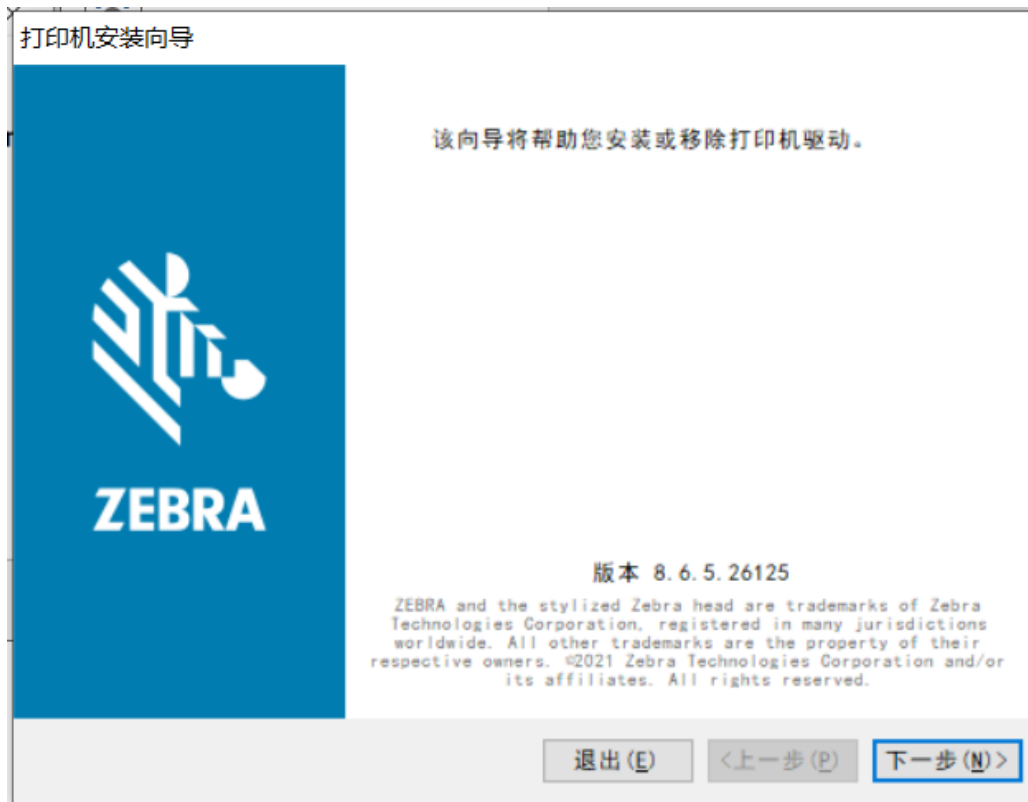 打印机安装向导
该向导将帮助您安装或移除打印机驱动。
ZEBRA
版本 8.6.5.26125
ZEBRA and the stylized Zebra head are trademarks of Zebra
Technologies Corporation, registered in many jurisdictions
worldwide. All other trademarks are the property of their
respective owners. ©2021 Zebra Technologies Corporation and/or
its affiliates. All rights reserved.
退出(E) <上一步(P) 下一步(N)>